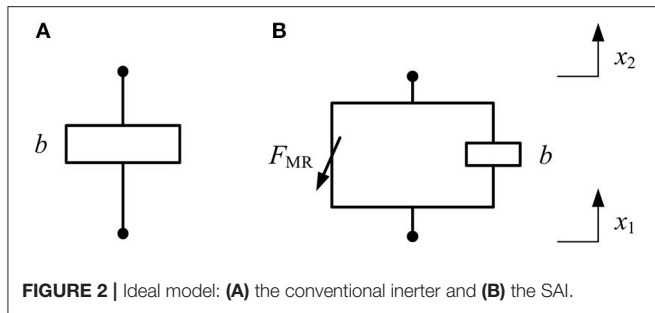 A
B
b
F_MR
b
x_2
x_1
FIGURE 2 | Ideal model: (A) the conventional inerter and (B) the SAI.